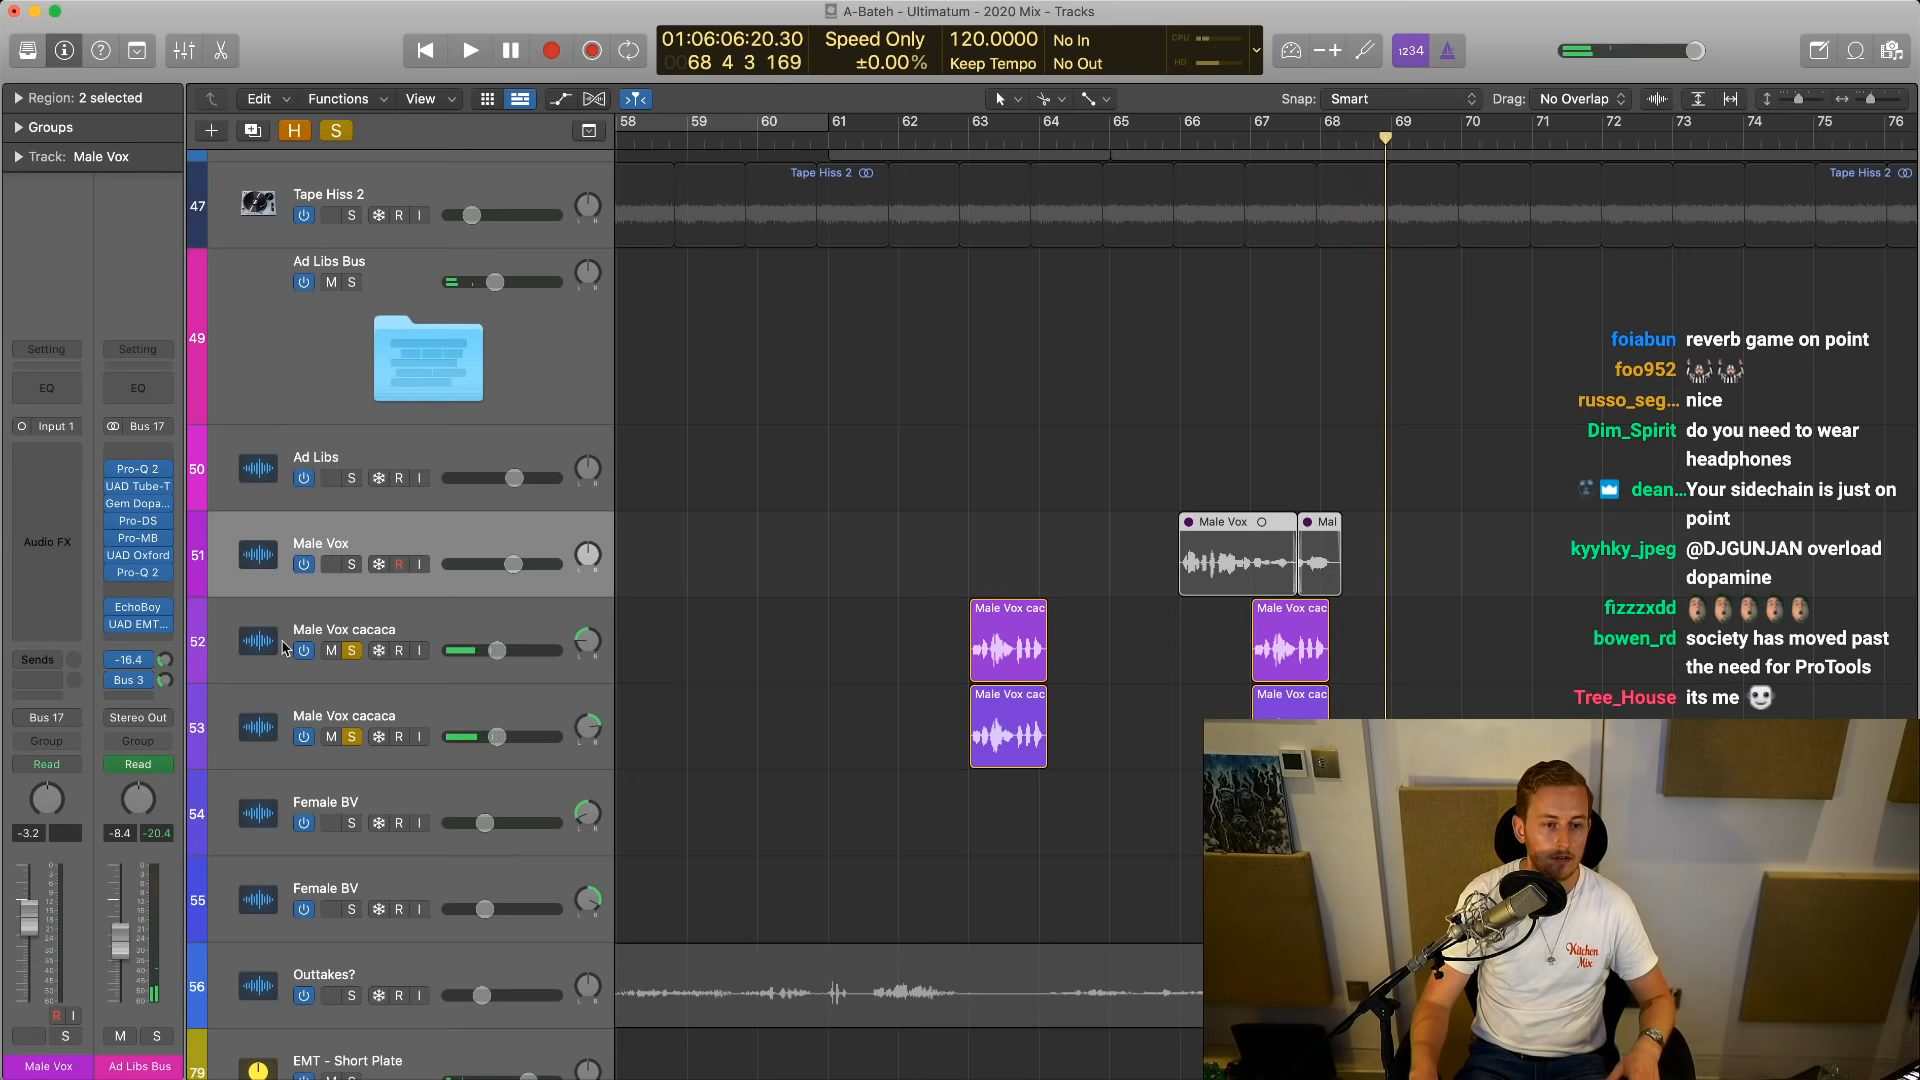 A-Bateh - Ultimatum - 2020 Mix - Tracks
01:06:06:20.30
0068 4 3 169
Speed Only
±0.00%
120.0000
Keep Tempo
No In
No Out
CPU
HD
1234
Region: 2 selected
Groups
Track: Male Vox
Edit
Functions
View
Snap: Smart
Drag: No Overlap
H
S
58 59 60 61 62 63 64 65 66 67 68 69 70 71 72 73 74 75 76
Tape Hiss 2
Tape Hiss 2
47
Tape Hiss 2
S R I
49
Ad Libs Bus
M S
50
Ad Libs
S R I
51
Male Vox
S R I
Male Vox
Mal
52
Male Vox cacaca
M S R I
Male Vox cac
Male Vox cac
53
Male Vox cacaca
M S R I
Male Vox cac
Male Vox cac
54
Female BV
S R I
55
Female BV
S R I
56
Outtakes?
S R I
79
EMT - Short Plate
Setting
Setting
EQ
EQ
Input 1
Bus 17
Audio FX
Pro-Q 2
UAD Tube-T
Gem Dopa...
Pro-DS
Pro-MB
UAD Oxford
Pro-Q 2
EchoBoy
UAD EMT...
Sends
-16.4
Bus 3
Bus 17
Stereo Out
Group
Group
Read
Read
-3.2
-8.4 -20.4
R I
S
M S
Male Vox
Ad Libs Bus
foiabun reverb game on point
foo952
russo_seg... nice
Dim_Spirit do you need to wear
headphones
dean...Your sidechain is just on
point
kyyhky_jpeg @DJGUNJAN overload
dopamine
fizzzxdd
bowen_rd society has moved past
the need for ProTools
Tree_House its me
Kitchen
Mix